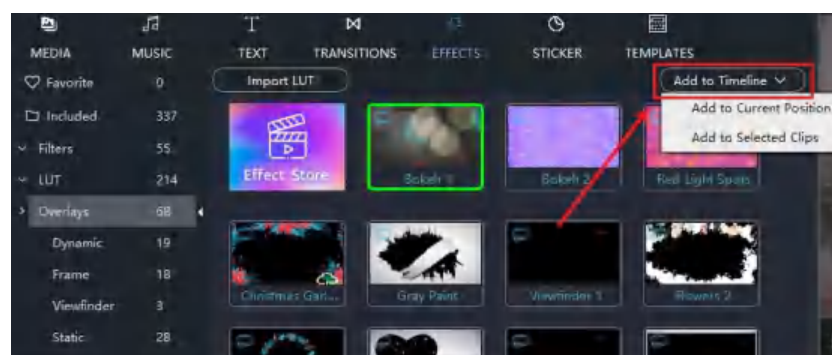 MEDIA MUSIC TEXT TRANSITIONS EFFECTS STICKER TEMPLATES
Favorite 0
Import LUT
Add to Timeline
Included 337
Add to Current Position
Add to Selected Clips
Filters 55
LUT 214
Effect Store
Bokeh 1
Bokeh 2
Red Light Spots
Overlays 68
Dynamic 19
Frame 18
Christmas Garl...
Gray Paint
Viewfinder 1
Flowers 2
Viewfinder 3
Static 28